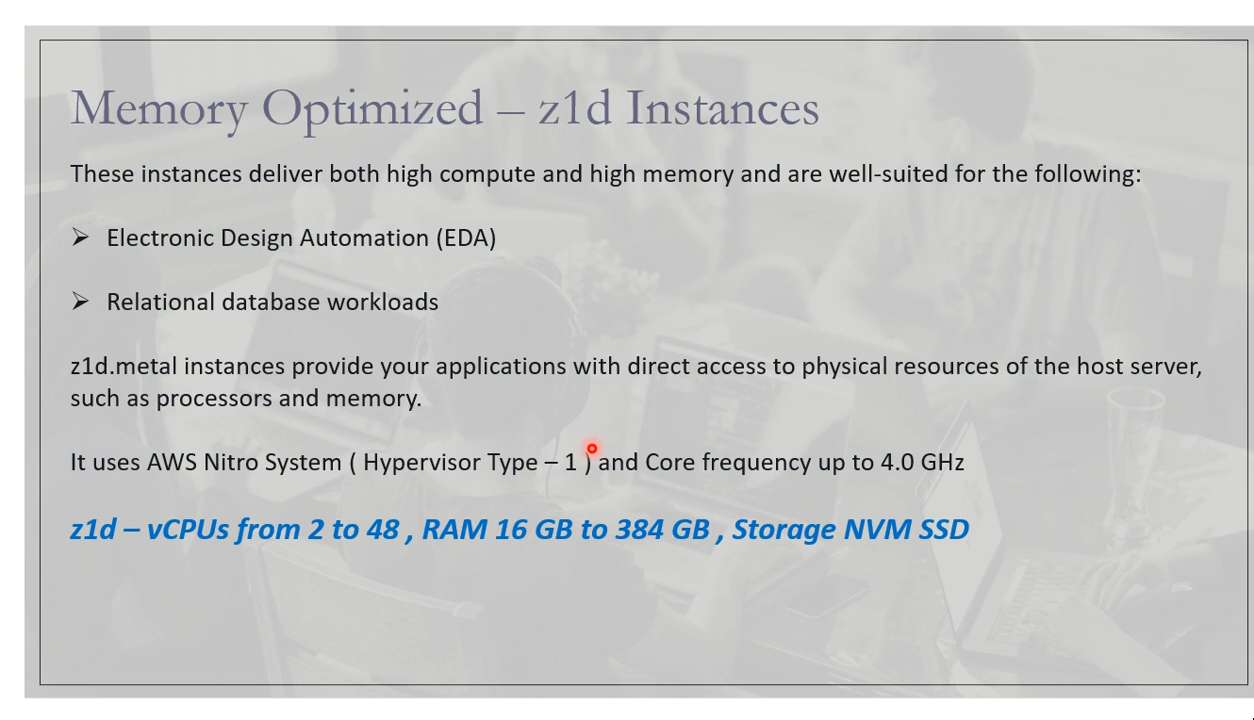 Memory Optimized – z1d Instances
These instances deliver both high compute and high memory and are well-suited for the following:
➢ Electronic Design Automation (EDA)
➢ Relational database workloads
z1d.metal instances provide your applications with direct access to physical resources of the host server,
such as processors and memory.
It uses AWS Nitro System ( Hypervisor Type – 1 ) and Core frequency up to 4.0 GHz
z1d – vCPUs from 2 to 48 , RAM 16 GB to 384 GB , Storage NVM SSD